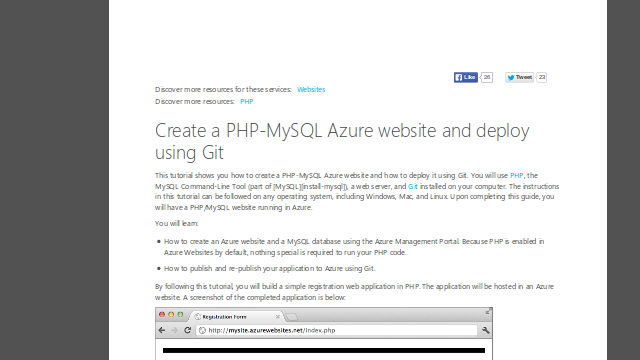 Like 26 Tweet 23
Discover more resources for these services: Websites
Discover more resources: PHP
Create a PHP-MySQL Azure website and deploy
using Git
This tutorial shows you how to create a PHP-MySQL Azure website and how to deploy it using Git. You will use PHP, the
MySQL Command-Line Tool (part of [MySQL][install-mysql]), a web server, and Git installed on your computer. The instructions
in this tutorial can be followed on any operating system, including Windows, Mac, and Linux. Upon completing this guide, you
will have a PHP/MySQL website running in Azure.
You will learn:
• How to create an Azure website and a MySQL database using the Azure Management Portal. Because PHP is enabled in
Azure Websites by default, nothing special is required to run your PHP code.
• How to publish and re-publish your application to Azure using Git.
By following this tutorial, you will build a simple registration web application in PHP. The application will be hosted in an Azure
website. A screenshot of the completed application is below:
Registration Form
http://mysite.azurewebsites.net/index.php